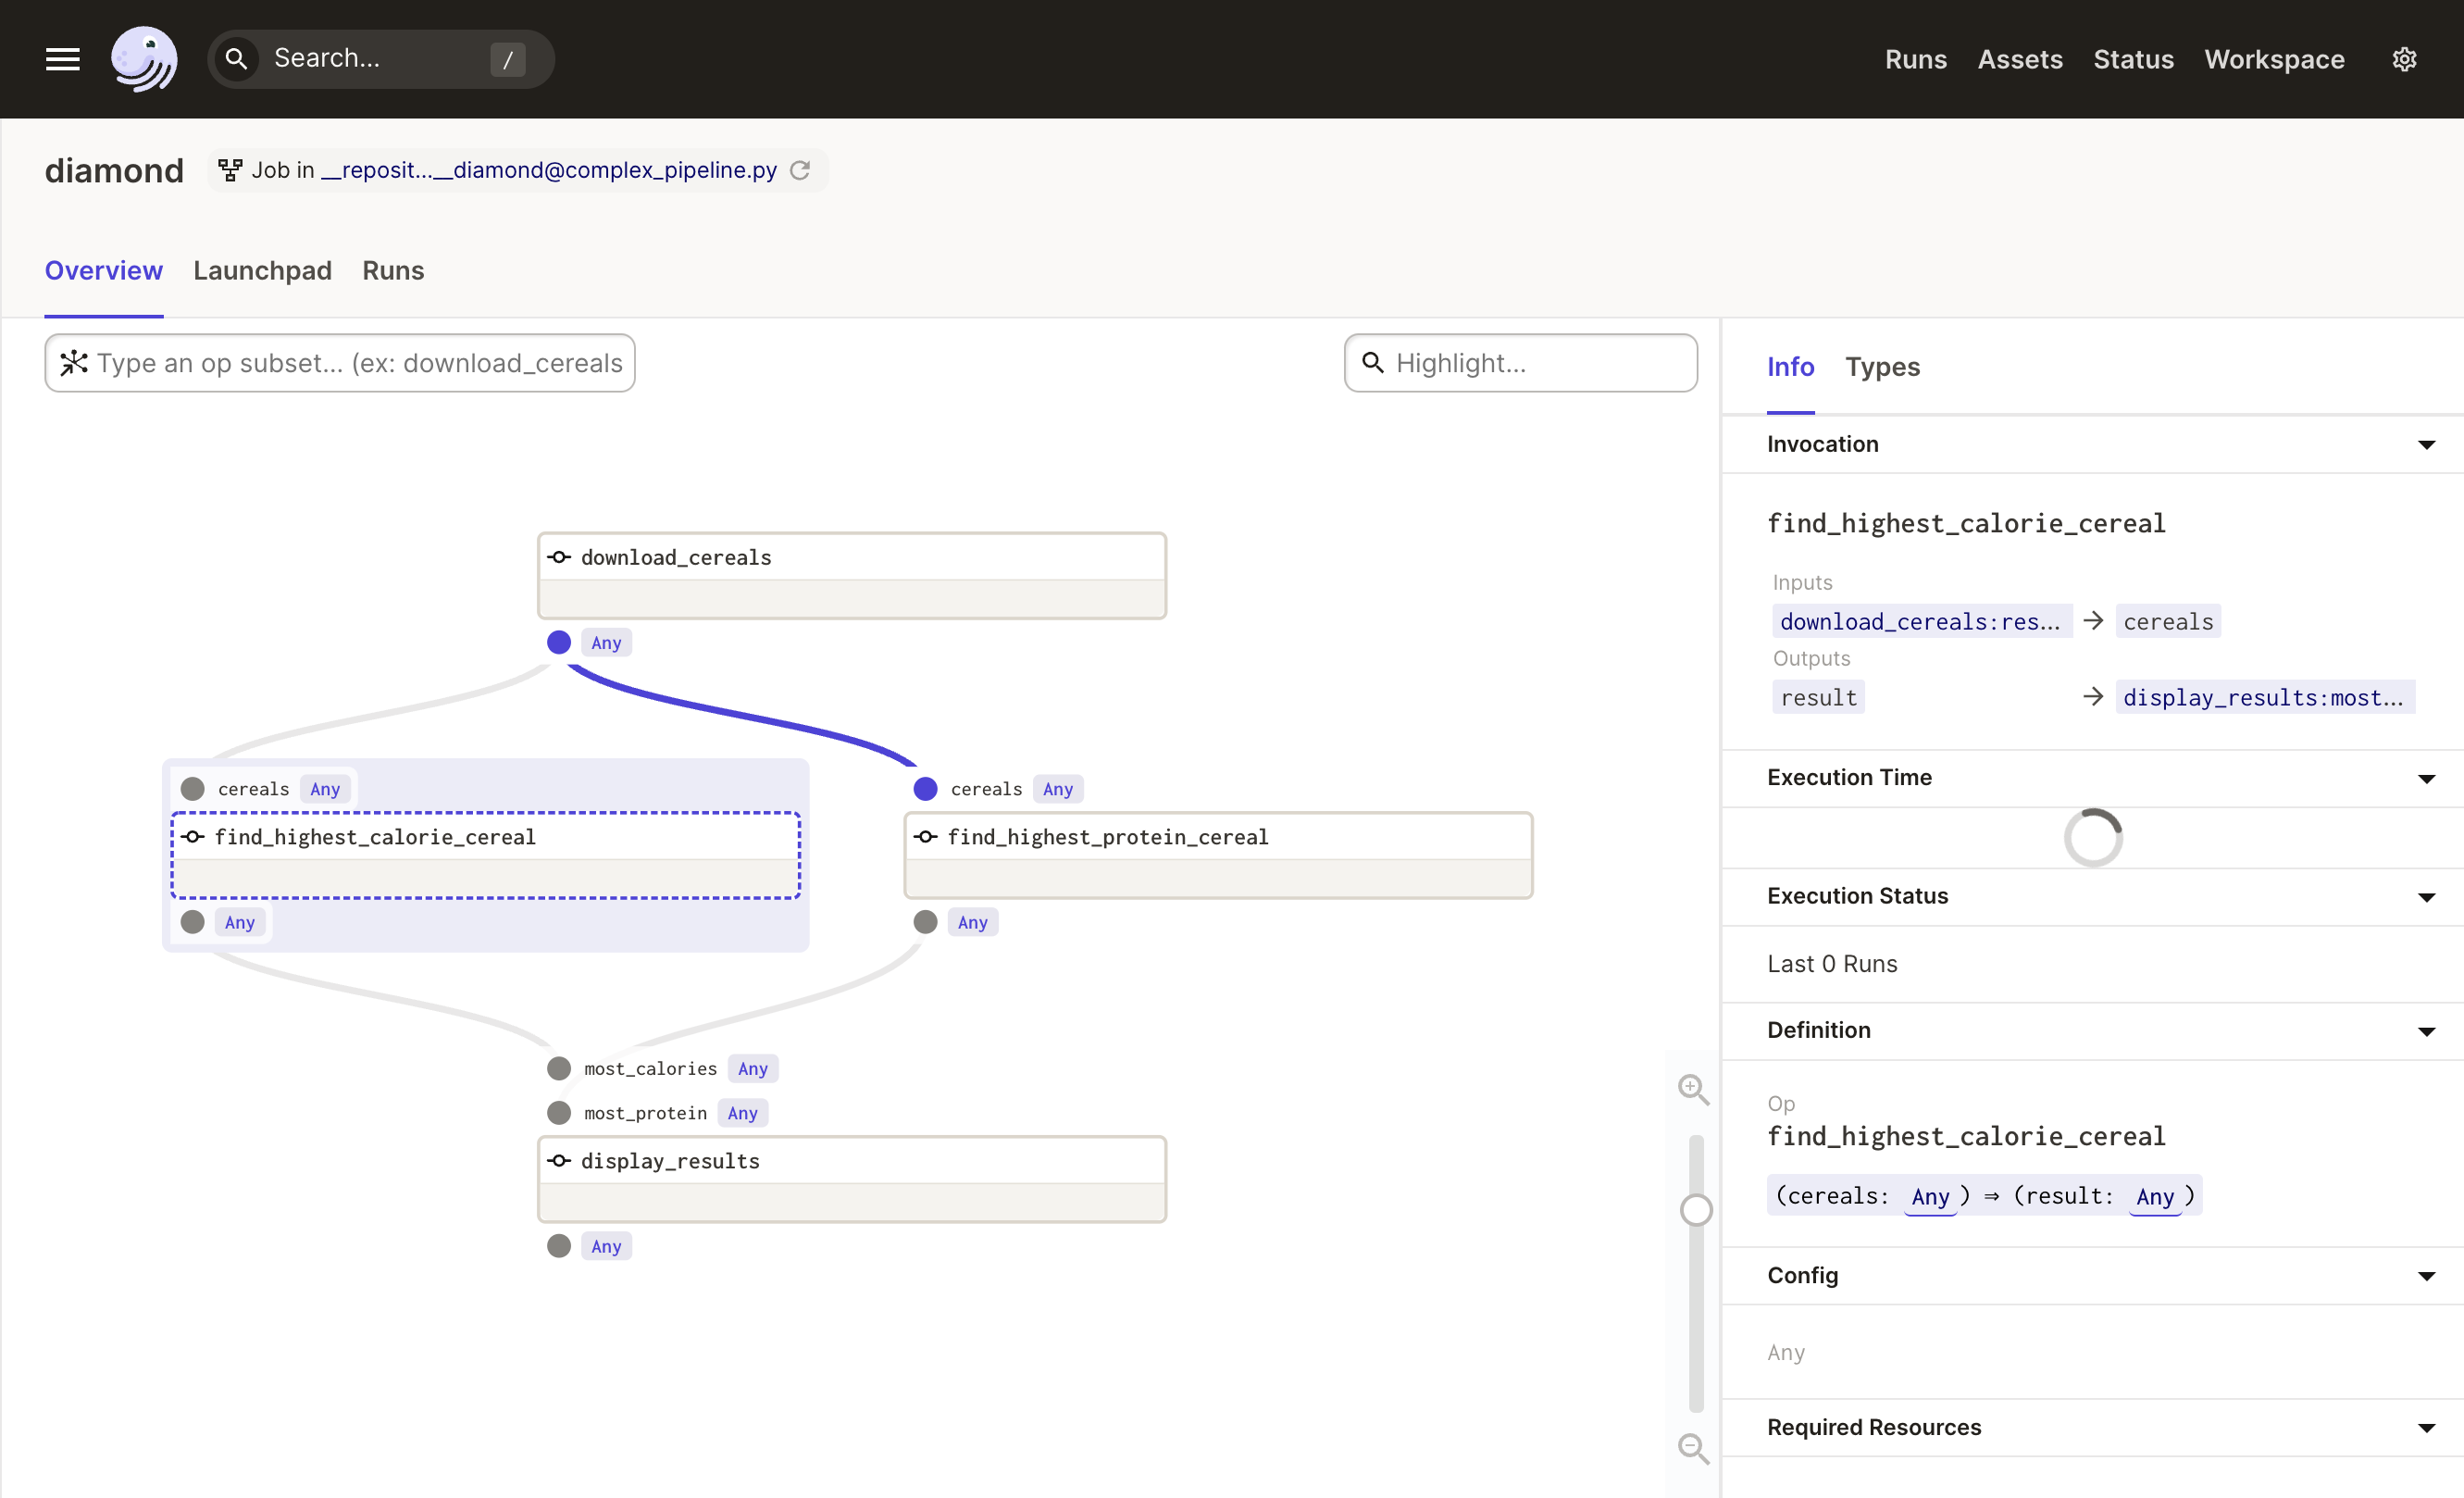 Search...
/
Runs
Assets
Status
Workspace
diamond
Job in __reposit...__diamond@complex_pipeline.py
Overview
Launchpad
Runs
Type an op subset... (ex: download_cereals
Highlight...
download_cereals
Any
cereals Any
find_highest_calorie_cereal
Any
cereals Any
find_highest_protein_cereal
Any
most_calories Any
most_protein Any
display_results
Any
Info
Types
Invocation
find_highest_calorie_cereal
Inputs
download_cereals:res... → cereals
Outputs
result → display_results:most...
Execution Time
Execution Status
Last 0 Runs
Definition
Op
find_highest_calorie_cereal
(cereals: Any) ⇒ (result: Any)
Config
Any
Required Resources